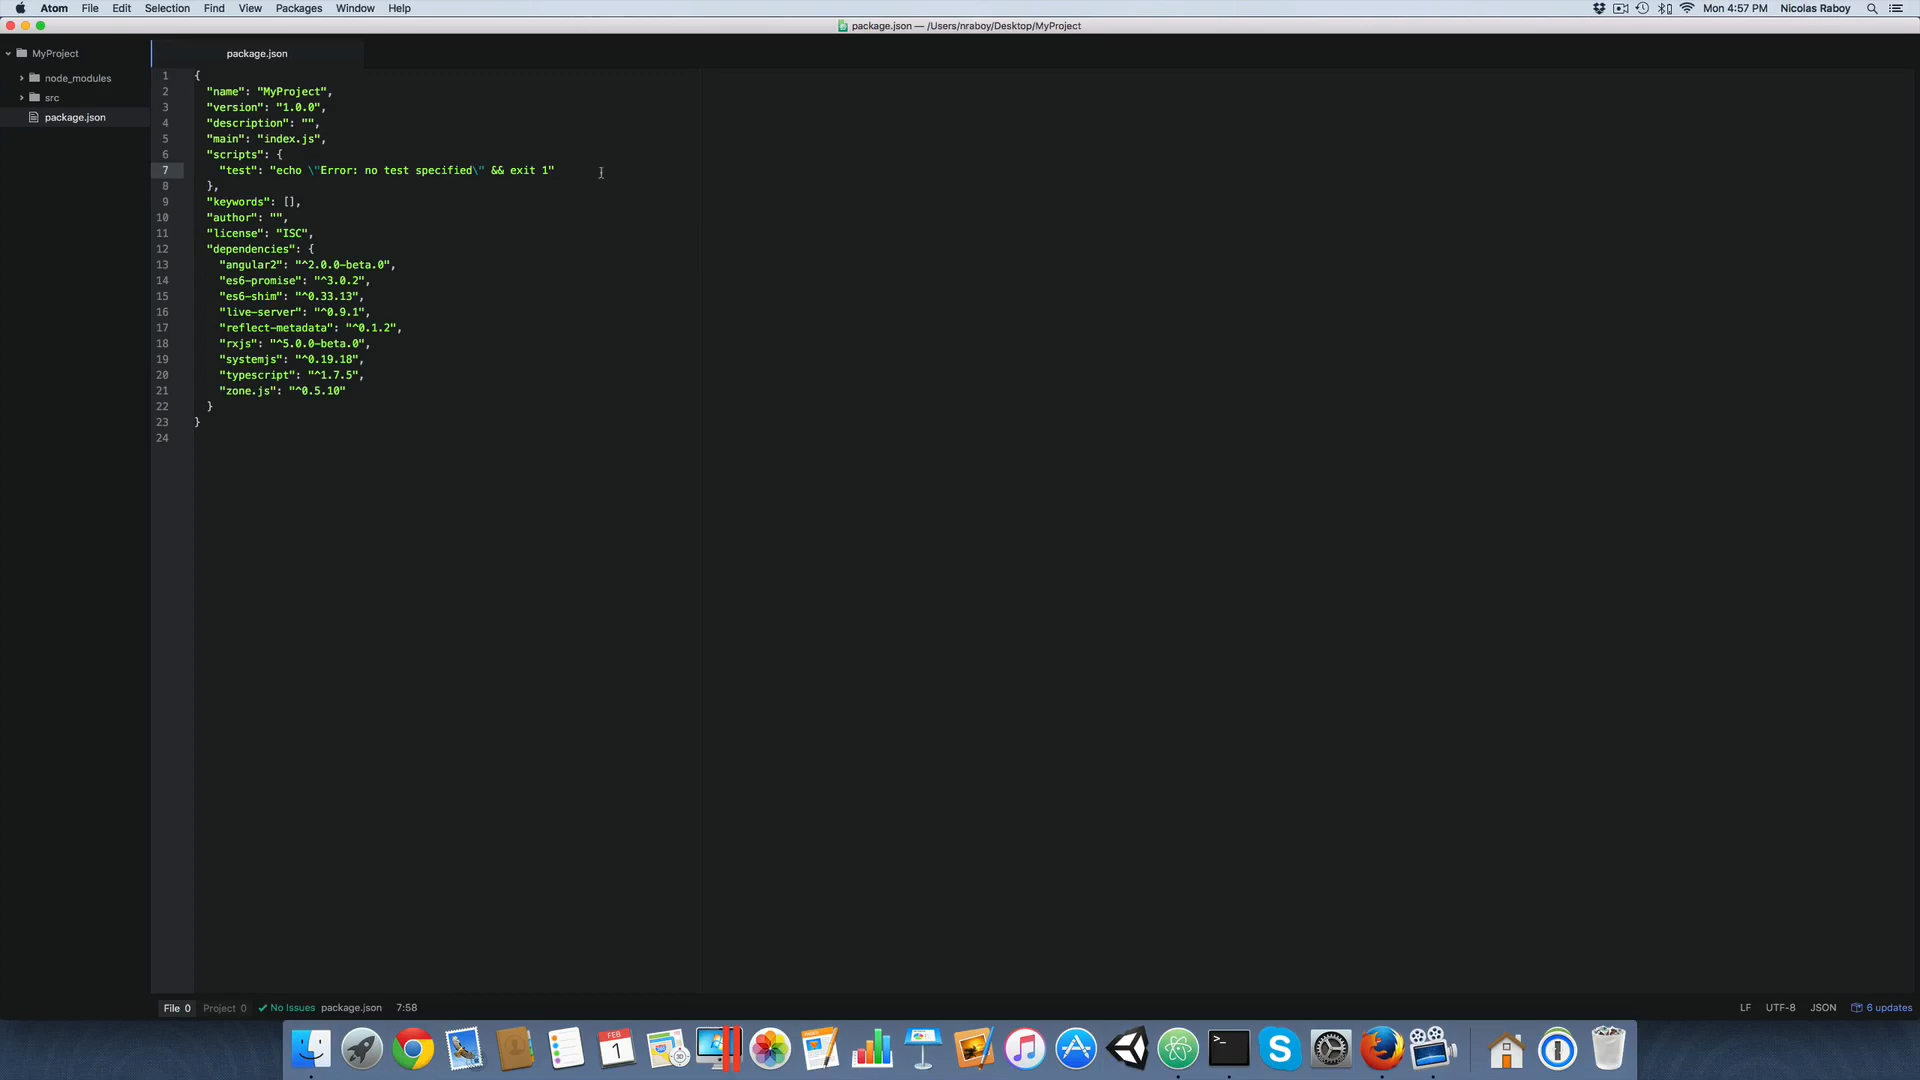 Atom File Edit Selection Find View Packages Window Help Mon 4:57 PM Nicolas Raboy
package.json — /Users/nraboy/Desktop/MyProject
MyProject
node_modules
src
package.json
package.json
1 {
2 "name": "MyProject",
3 "version": "1.0.0",
4 "description": "",
5 "main": "index.js",
6 "scripts": {
7 "test": "echo \"Error: no test specified\" && exit 1"
8 },
9 "keywords": [],
10 "author": "",
11 "license": "ISC",
12 "dependencies": {
13 "angular2": "^2.0.0-beta.0",
14 "es6-promise": "^3.0.2",
15 "es6-shim": "^0.33.13",
16 "live-server": "^0.9.1",
17 "reflect-metadata": "^0.1.2",
18 "rxjs": "^5.0.0-beta.0",
19 "systemjs": "^0.19.18",
20 "typescript": "^1.7.5",
21 "zone.js": "^0.5.10"
22 }
23 }
24
File 0 Project 0 No Issues package.json 7:58 LF UTF-8 JSON 6 updates
FEB
1